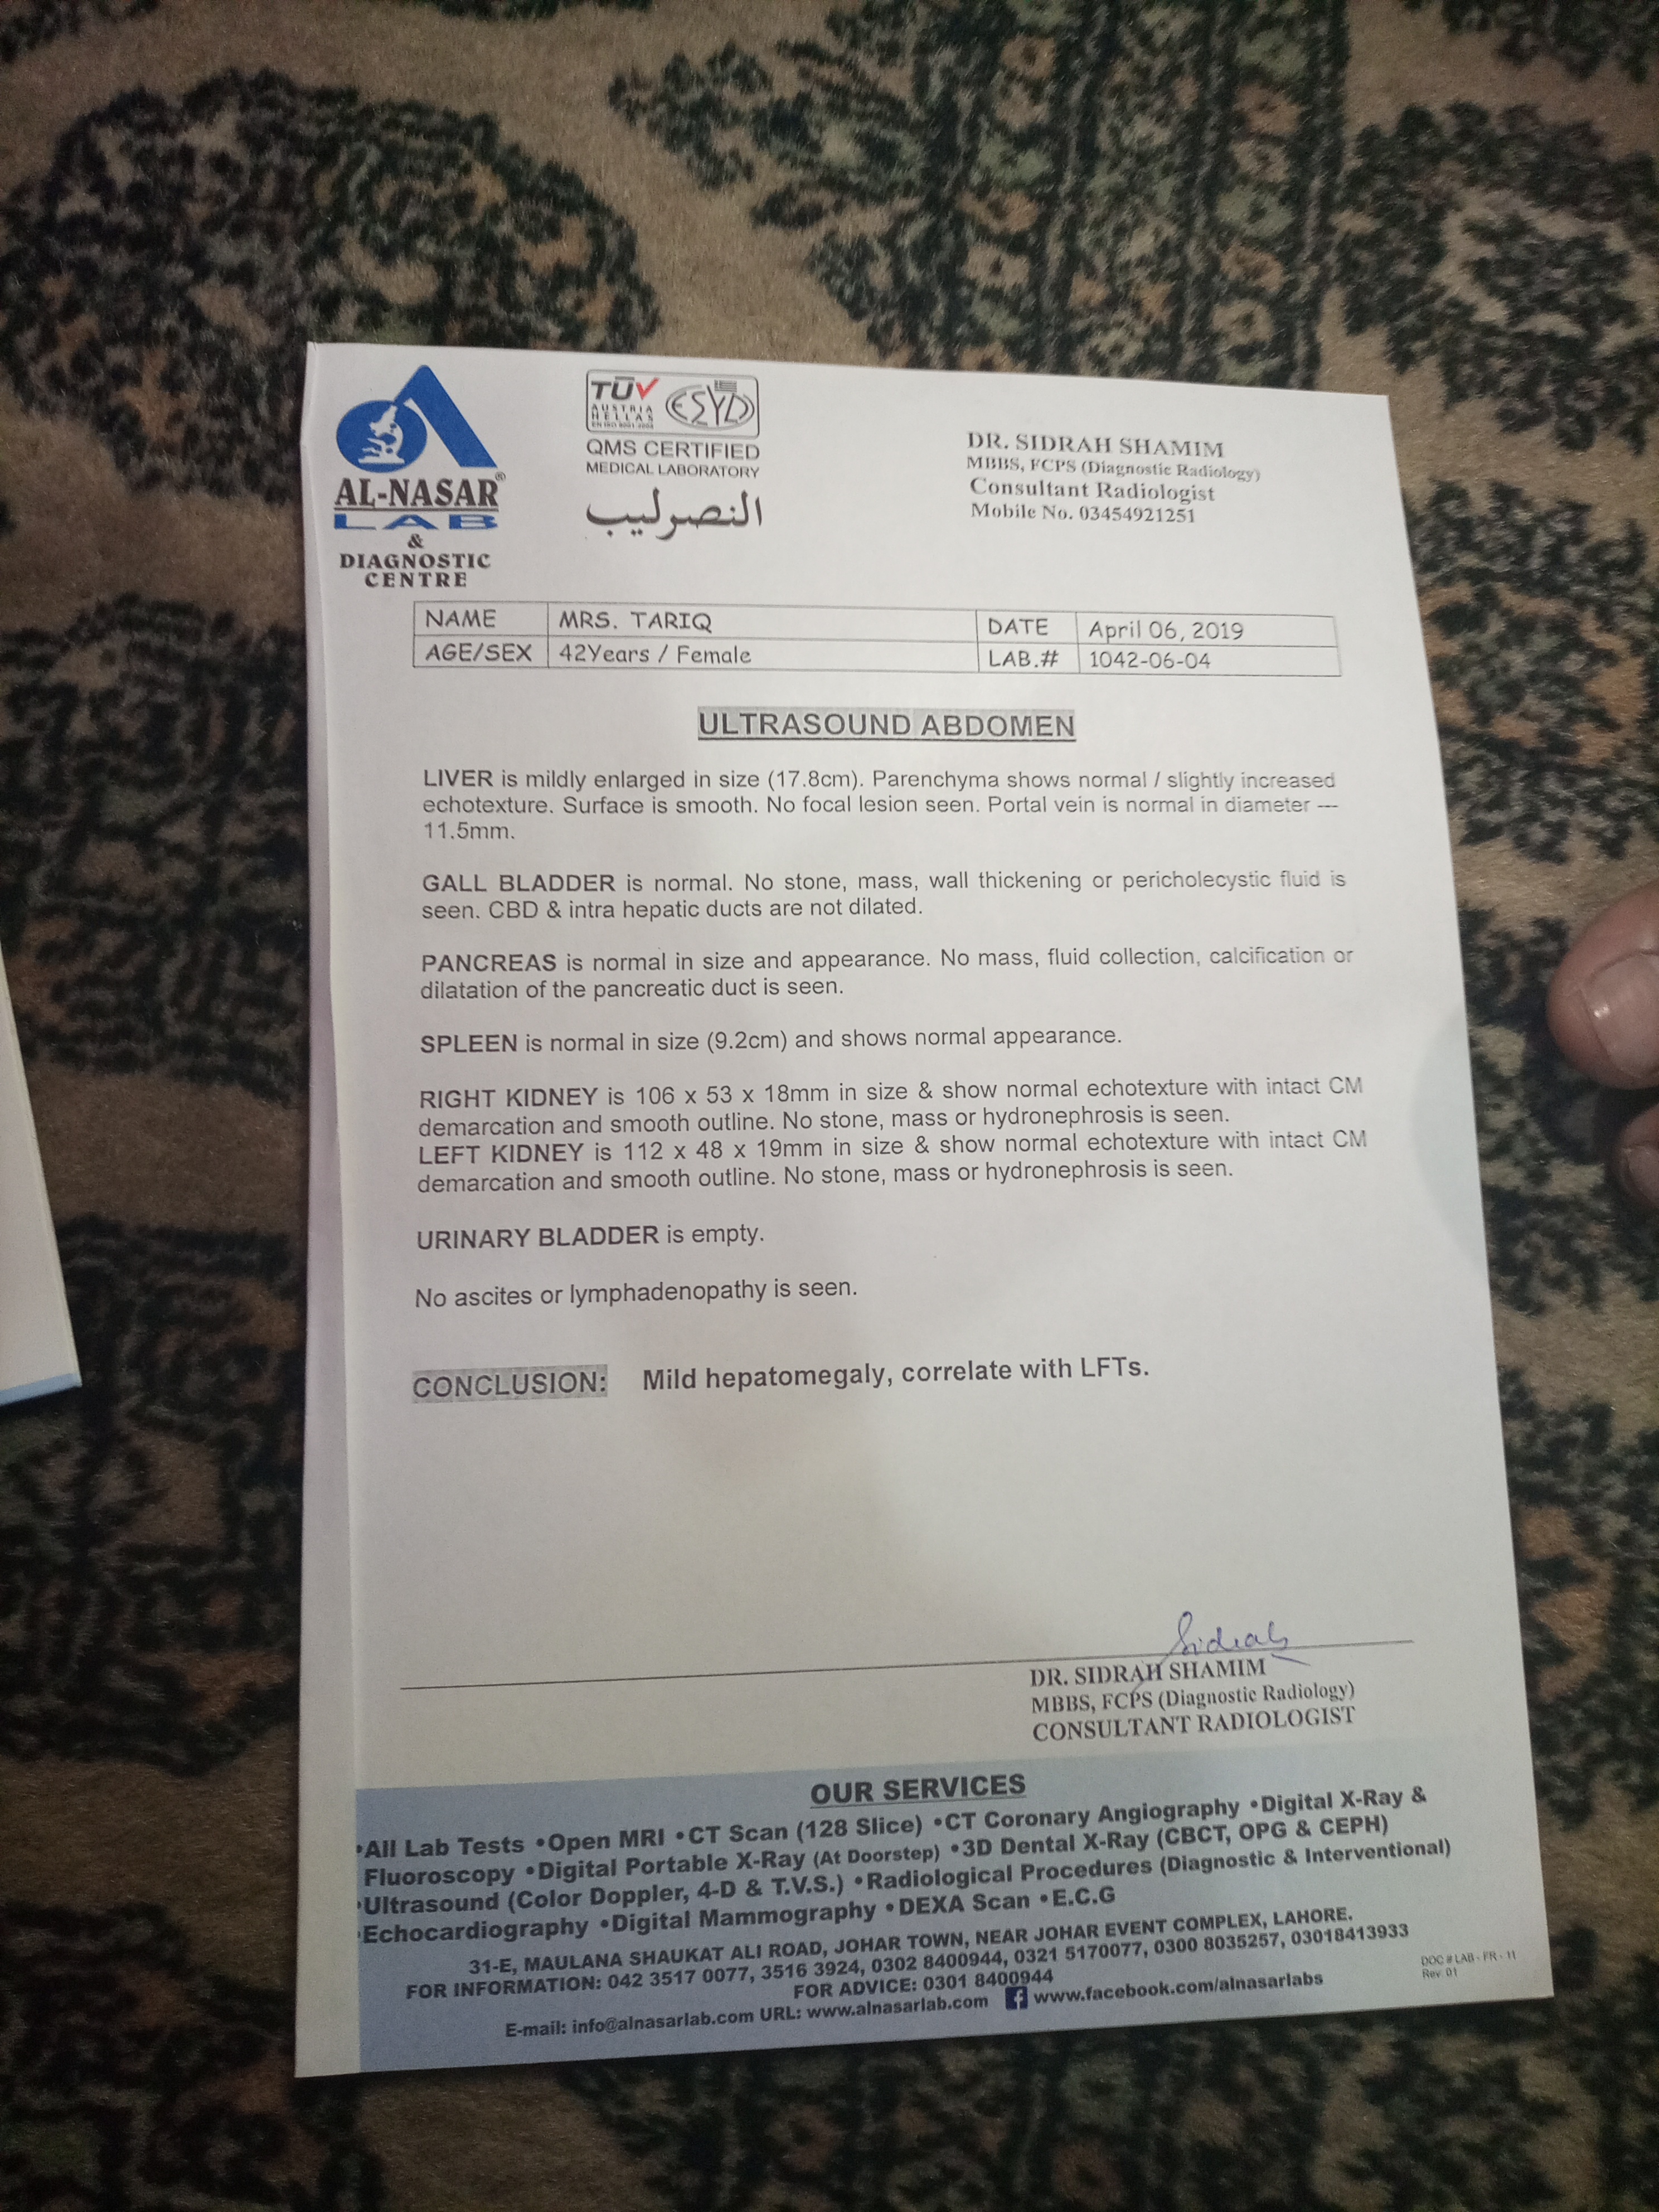 AL-NASAR®
LAB
&
DIAGNOSTIC
CENTRE
TÜV
AUSTRIA
HELLAS
EN ISO 9001:2008
ESYD
QMS CERTIFIED
MEDICAL LABORATORY
النصر لیب
DR. SIDRAH SHAMIM
MBBS, FCPS (Diagnostic Radiology)
Consultant Radiologist
Mobile No. 03454921251
NAME MRS. TARIQ DATE April 06, 2019
AGE/SEX 42Years / Female LAB.# 1042-06-04
ULTRASOUND ABDOMEN
LIVER is mildly enlarged in size (17.8cm). Parenchyma shows normal / slightly increased
echotexture. Surface is smooth. No focal lesion seen. Portal vein is normal in diameter ---
11.5mm.
GALL BLADDER is normal. No stone, mass, wall thickening or pericholecystic fluid is
seen. CBD & intra hepatic ducts are not dilated.
PANCREAS is normal in size and appearance. No mass, fluid collection, calcification or
dilatation of the pancreatic duct is seen.
SPLEEN is normal in size (9.2cm) and shows normal appearance.
RIGHT KIDNEY is 106 x 53 x 18mm in size & show normal echotexture with intact CM
demarcation and smooth outline. No stone, mass or hydronephrosis is seen.
LEFT KIDNEY is 112 x 48 x 19mm in size & show normal echotexture with intact CM
demarcation and smooth outline. No stone, mass or hydronephrosis is seen.
URINARY BLADDER is empty.
No ascites or lymphadenopathy is seen.
CONCLUSION: Mild hepatomegaly, correlate with LFTs.
Sidrah
DR. SIDRAH SHAMIM
MBBS, FCPS (Diagnostic Radiology)
CONSULTANT RADIOLOGIST
OUR SERVICES
•All Lab Tests •Open MRI •CT Scan (128 Slice) •CT Coronary Angiography •Digital X-Ray &
Fluoroscopy •Digital Portable X-Ray (At Doorstep) •3D Dental X-Ray (CBCT, OPG & CEPH)
•Ultrasound (Color Doppler, 4-D & T.V.S.) •Radiological Procedures (Diagnostic & Interventional)
•Echocardiography •Digital Mammography •DEXA Scan •E.C.G
31-E, MAULANA SHAUKAT ALI ROAD, JOHAR TOWN, NEAR JOHAR EVENT COMPLEX, LAHORE.
FOR INFORMATION: 042 3517 0077, 3516 3924, 0302 8400944, 0321 5170077, 0300 8035257, 03018413933
FOR ADVICE: 0301 8400944
E-mail: info@alnasarlab.com URL: www.alnasarlab.com f www.facebook.com/alnasarlabs
DOC # LAB - FR - 11
Rev. 01